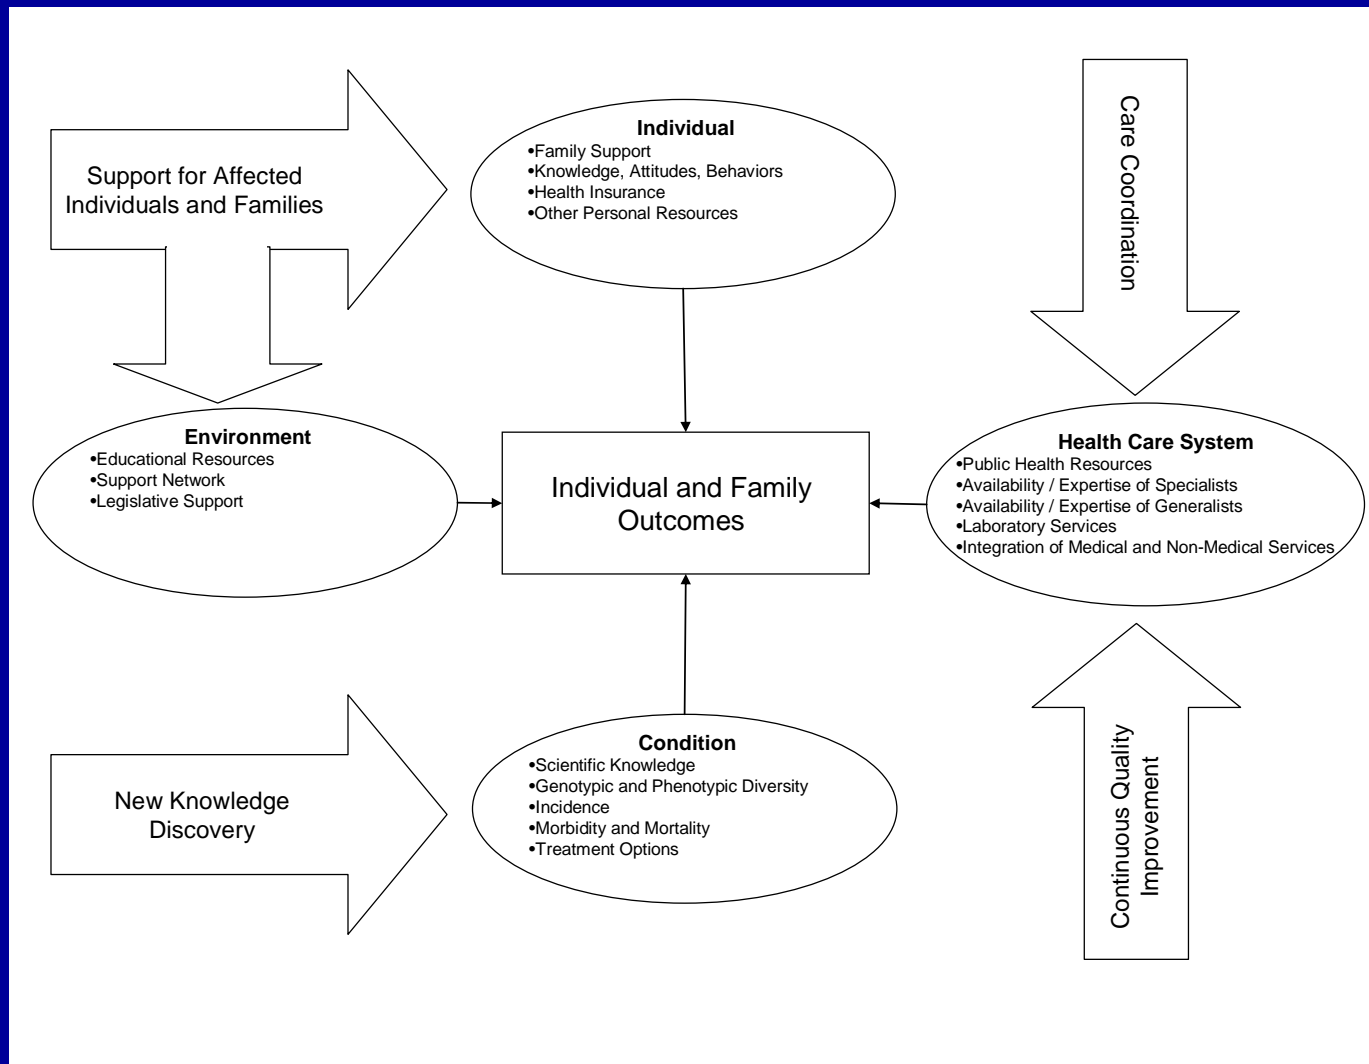 Support for Affected
Individuals and Families
Individual
•Family Support
•Knowledge, Attitudes, Behaviors
•Health Insurance
•Other Personal Resources
Care Coordination
Environment
•Educational Resources
•Support Network
•Legislative Support
Individual and Family
Outcomes
Health Care System
•Public Health Resources
•Availability / Expertise of Specialists
•Availability / Expertise of Generalists
•Laboratory Services
•Integration of Medical and Non-Medical Services
New Knowledge
Discovery
Condition
•Scientific Knowledge
•Genotypic and Phenotypic Diversity
•Incidence
•Morbidity and Mortality
•Treatment Options
Continuous Quality
Improvement